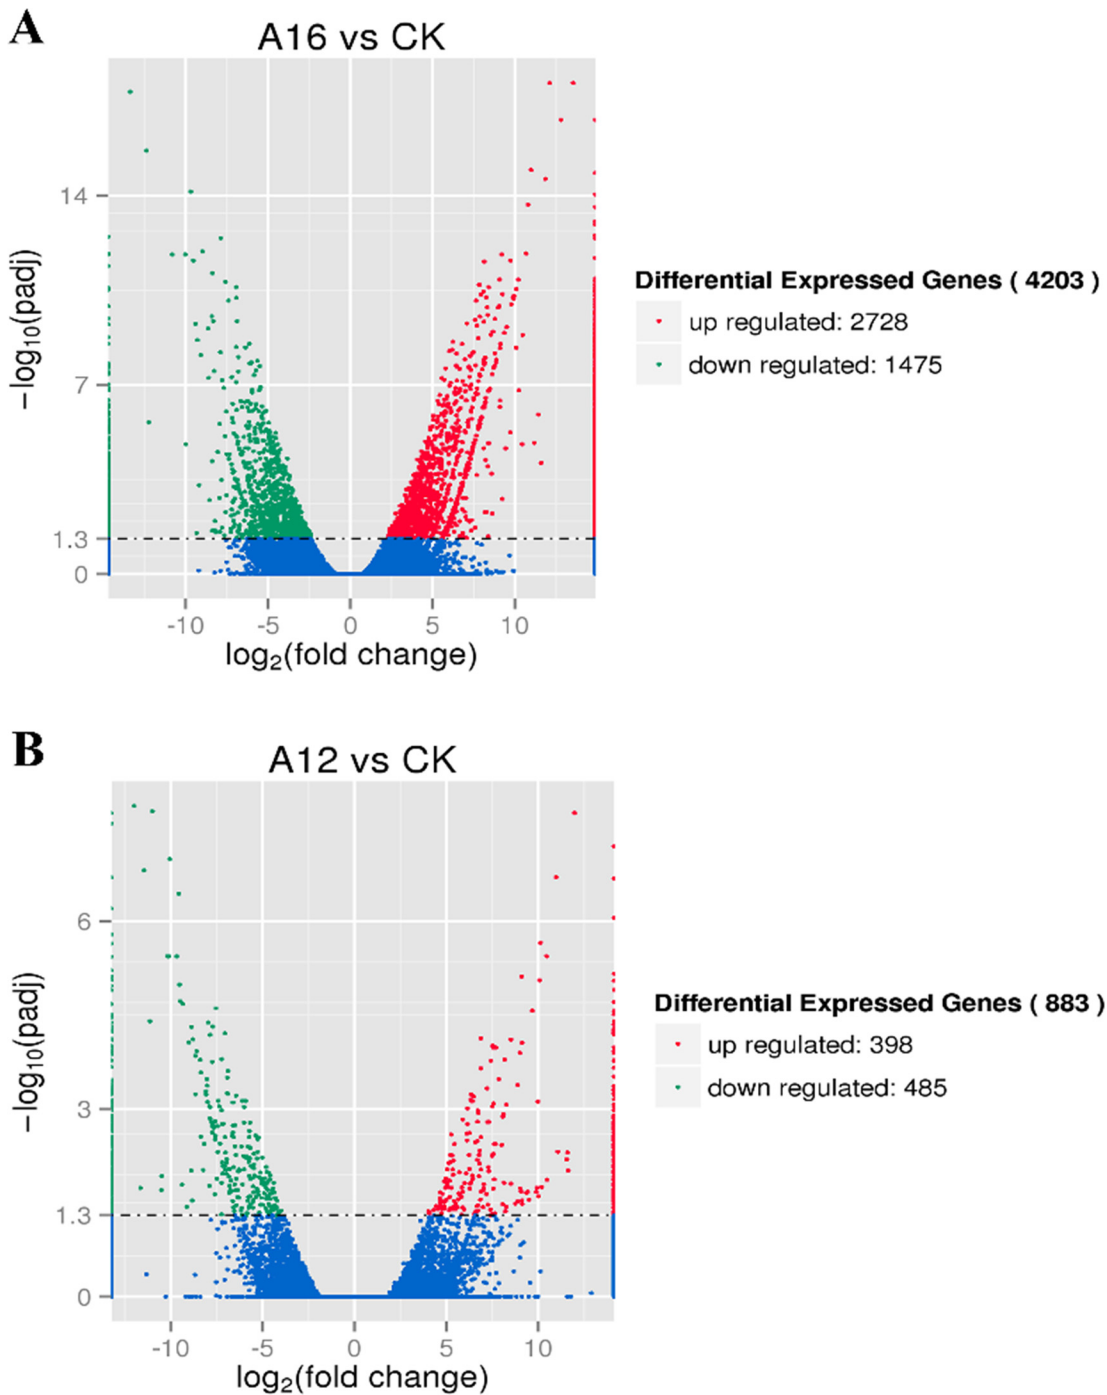 A
A16 vs CK
14
7
1.3
0
−log10(padj)
-10 -5 0 5 10
log2(fold change)
Differential Expressed Genes ( 4203 )
up regulated: 2728
down regulated: 1475
B
A12 vs CK
6
3
1.3
0
−log10(padj)
-10 -5 0 5 10
log2(fold change)
Differential Expressed Genes ( 883 )
up regulated: 398
down regulated: 485